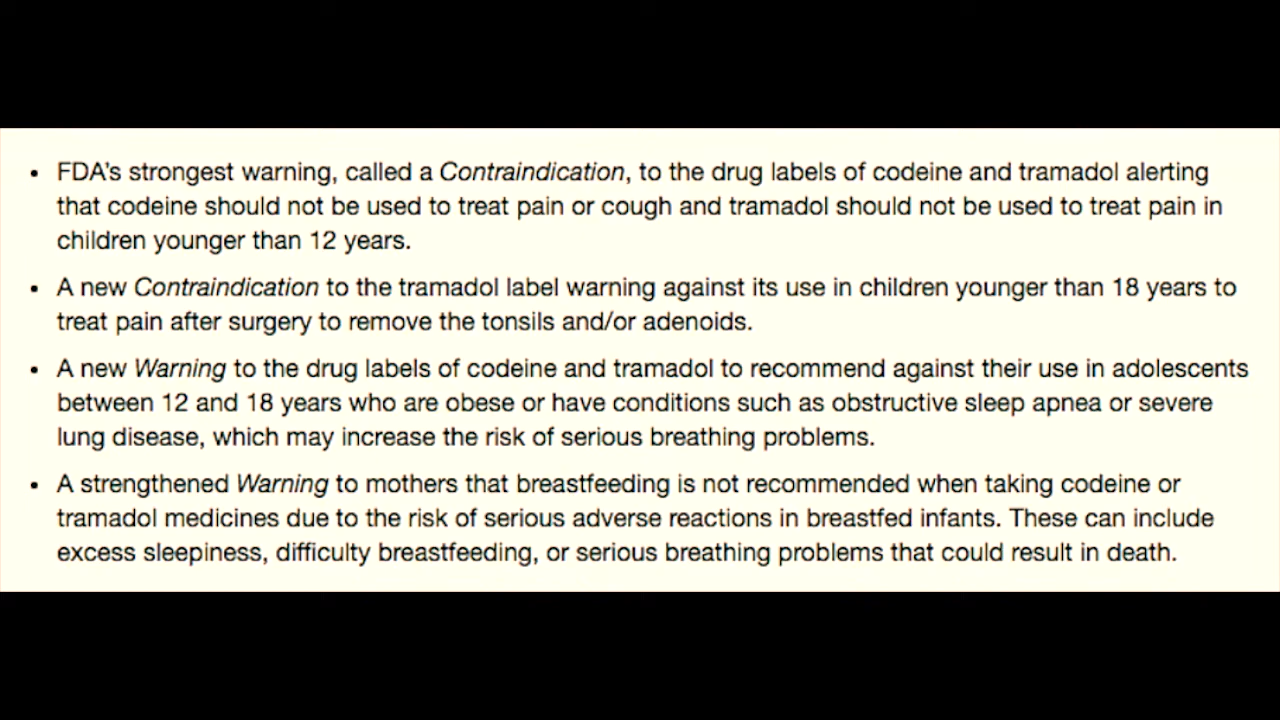 • FDA's strongest warning, called a Contraindication, to the drug labels of codeine and tramadol alerting
that codeine should not be used to treat pain or cough and tramadol should not be used to treat pain in
children younger than 12 years.
• A new Contraindication to the tramadol label warning against its use in children younger than 18 years to
treat pain after surgery to remove the tonsils and/or adenoids.
• A new Warning to the drug labels of codeine and tramadol to recommend against their use in adolescents
between 12 and 18 years who are obese or have conditions such as obstructive sleep apnea or severe
lung disease, which may increase the risk of serious breathing problems.
• A strengthened Warning to mothers that breastfeeding is not recommended when taking codeine or
tramadol medicines due to the risk of serious adverse reactions in breastfed infants. These can include
excess sleepiness, difficulty breastfeeding, or serious breathing problems that could result in death.